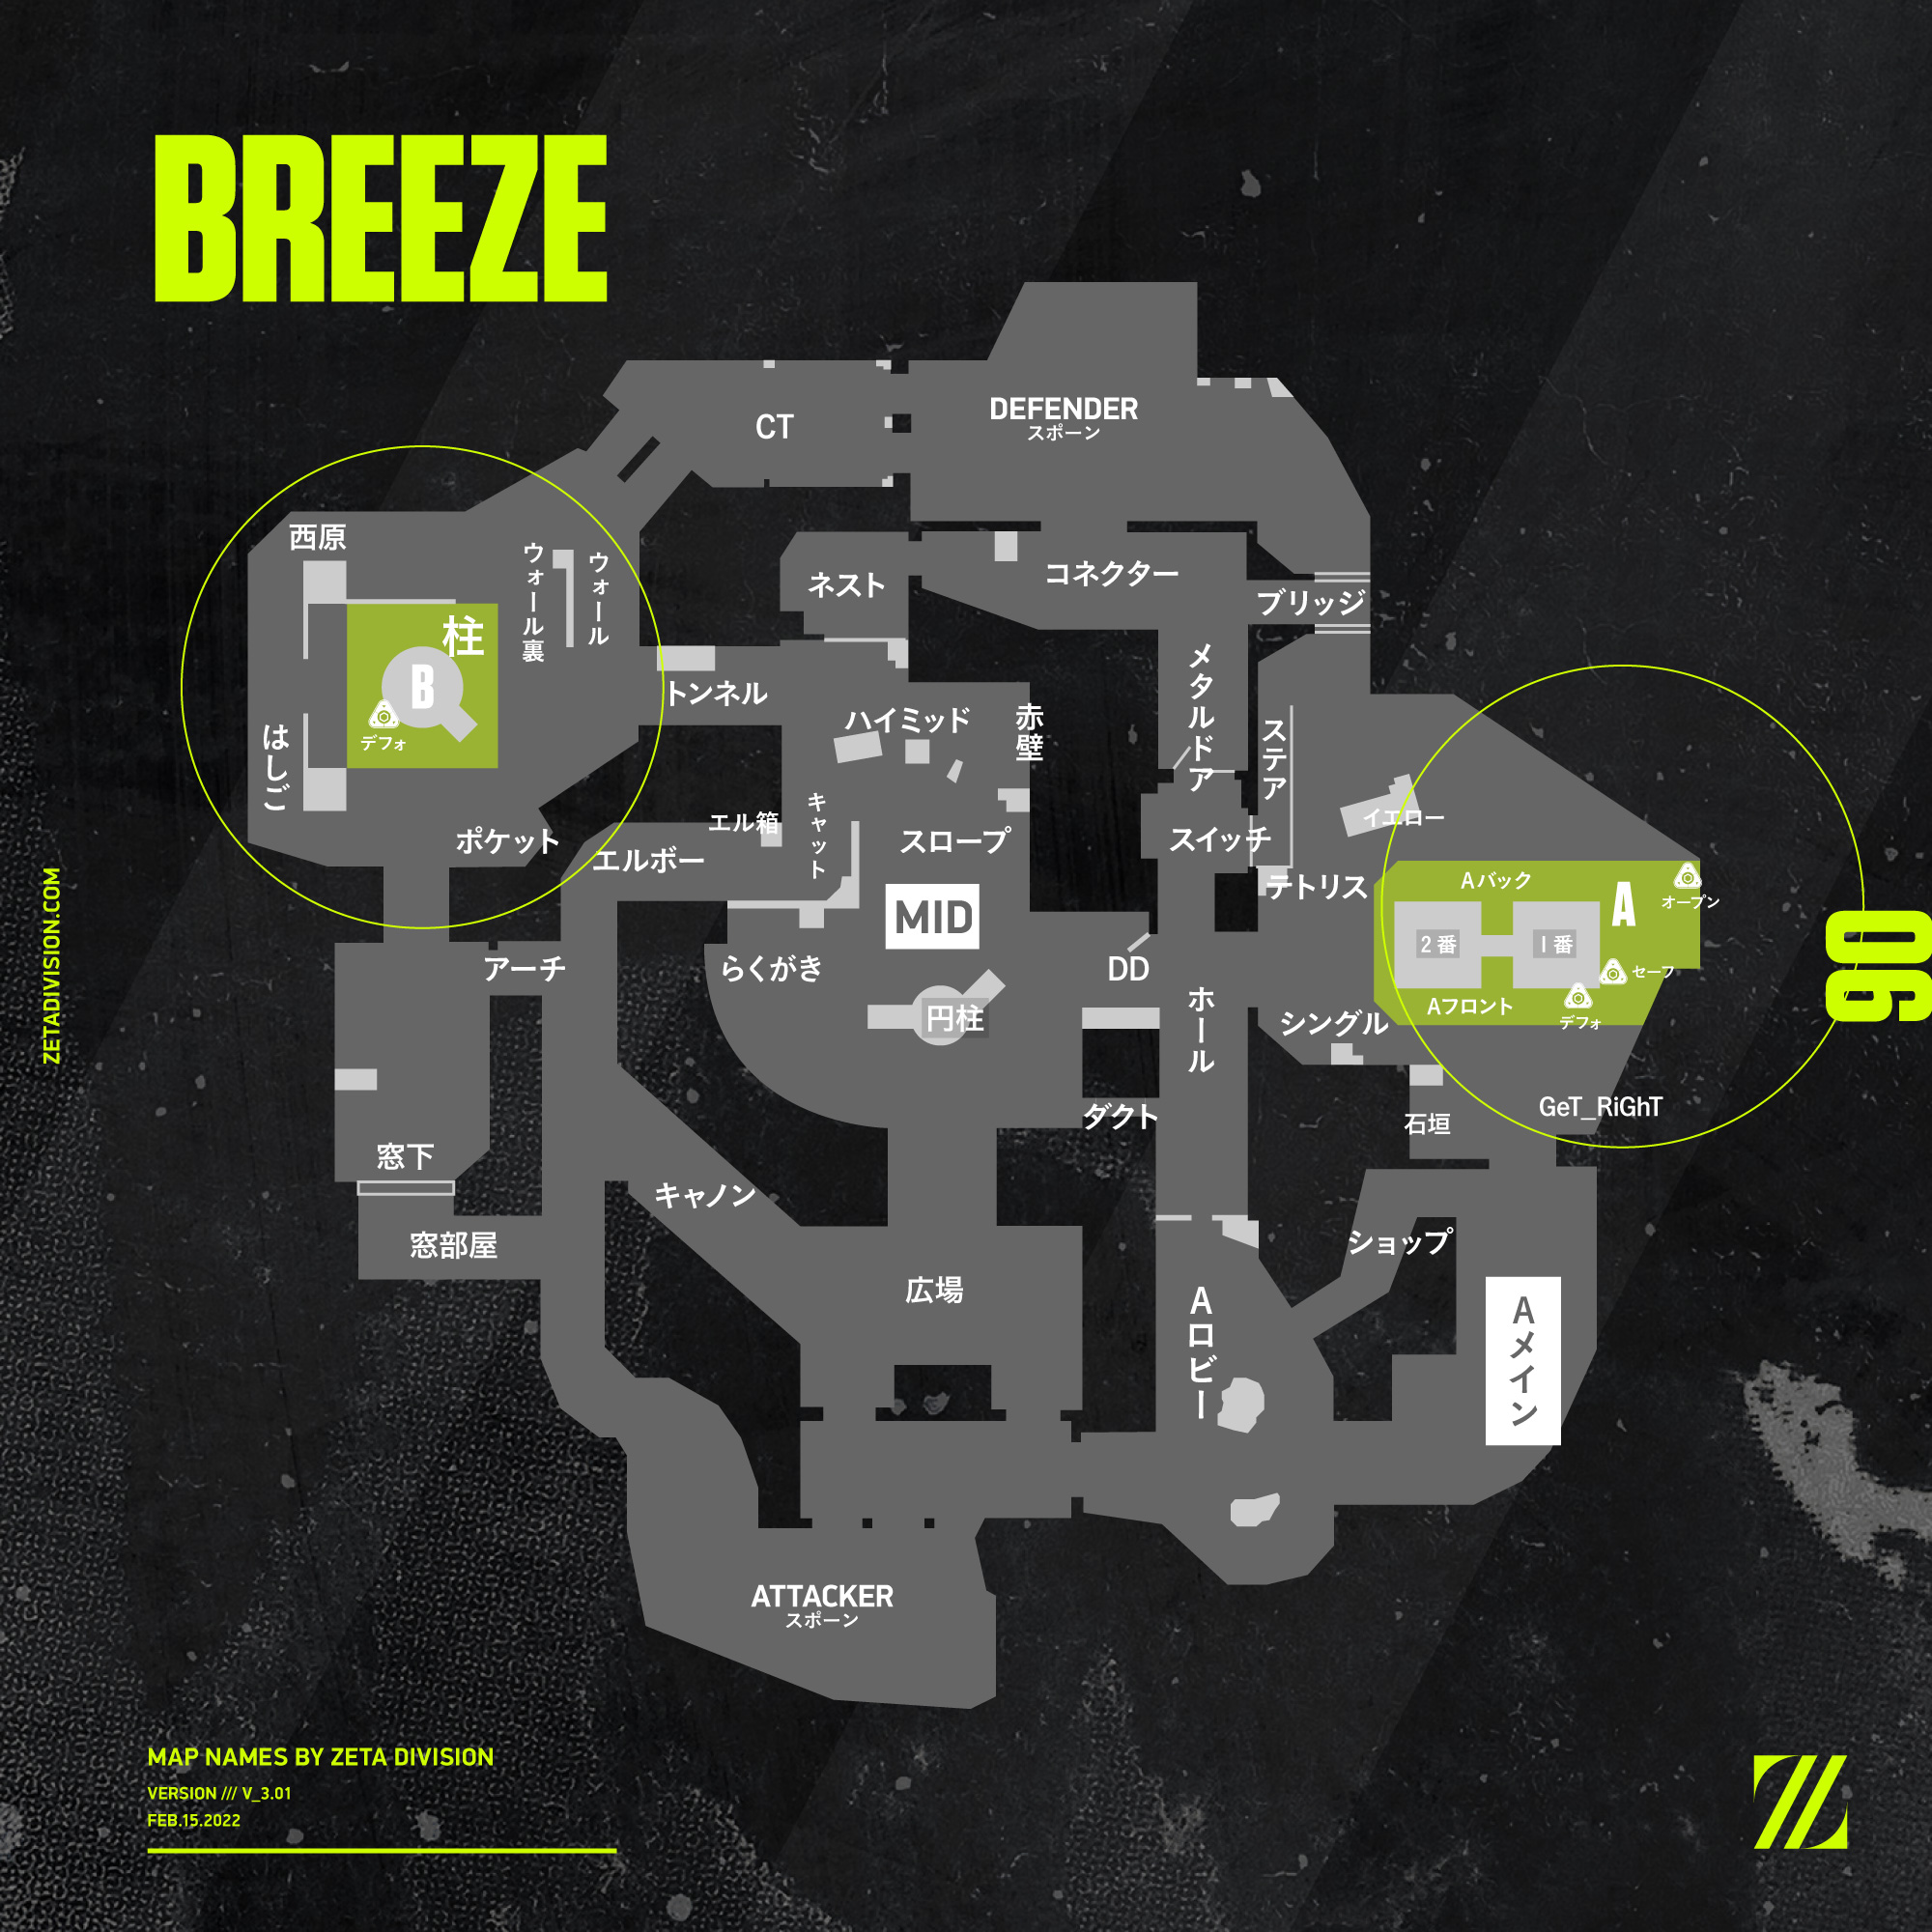 BREEZE
DEFENDER
スポーン
CT
西原
ウォール裏
ウォール
ネスト
コネクター
ブリッジ
柱
B
デフォ
はしご
トンネル
ハイミッド
赤壁
メタルドア
ステア
イエロー
エル箱
キャット
スロープ
スイッチ
ポケット
エルボー
テトリス
Aバック
A
オープン
MID
2番
1番
アーチ
らくがき
DD
セーフ
円柱
ホール
シングル
Aフロント
デフォ
ダクト
石垣
GeT_RiGhT
窓下
キャノン
窓部屋
広場
ショップ
Aロビー
Aメイン
ATTACKER
スポーン
ZETADIVISION.COM
06
MAP NAMES BY ZETA DIVISION
VERSION /// V_3.01
FEB.15.2022